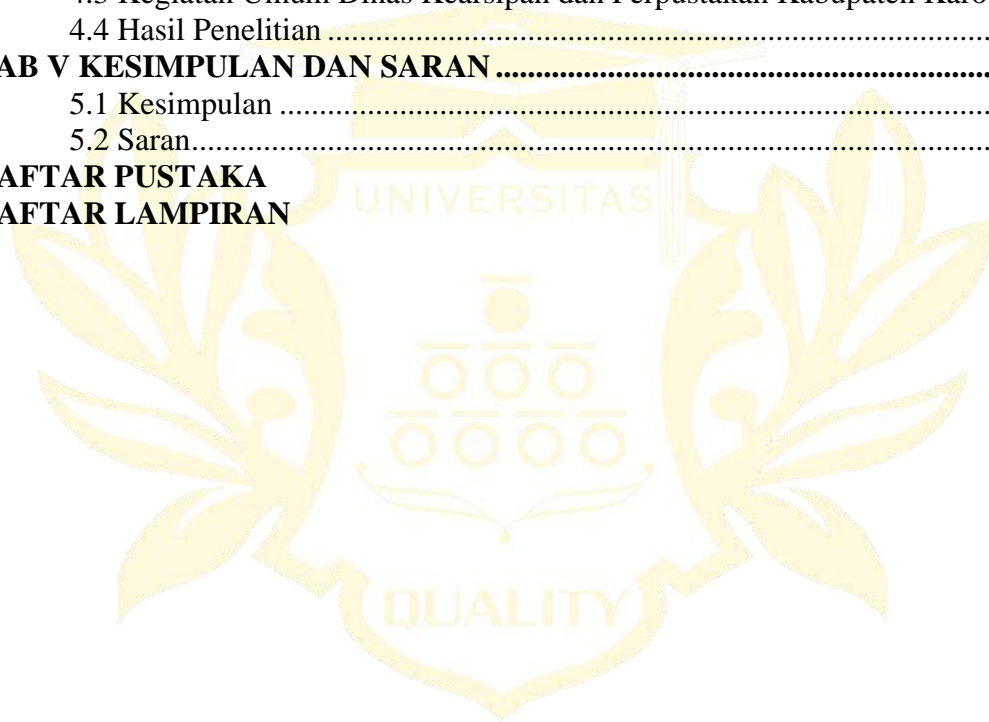 4.3 Kegiatan Umum Dinas Kearsipan dan Perpustakan Kabupaten Karo
4.4 Hasil Penelitian ........................................................................................
AB V KESIMPULAN DAN SARAN ..............................................................
5.1 Kesimpulan ..............................................................................................
5.2 Saran.........................................................................................................
AFTAR PUSTAKA
AFTAR LAMPIRAN
UNIVERSITAS
QUALITY